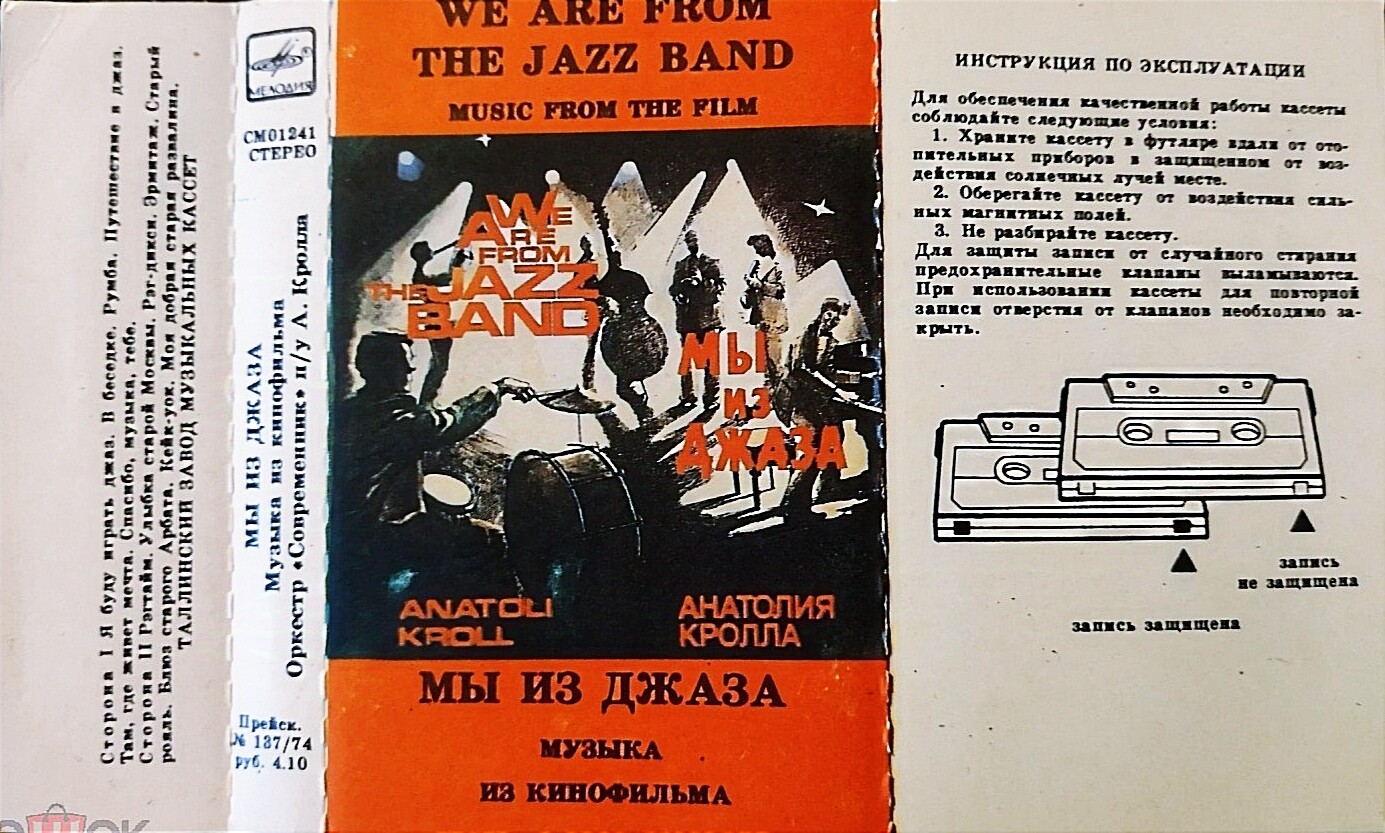 Сторона I Я буду играть джаз. В беседке. Румба. Путешествие в джаз.
Там, где живет мечта. Спасибо, музыка, тебе.
Сторона II Рэгтайм. Улыбка старой Москвы. Рэг-дикси. Эрмитаж. Старый
рояль. Блюз старого Арбата. Кейк-уок. Моя добрая старая развалина.
ТАЛЛИНСКИЙ ЗАВОД МУЗЫКАЛЬНЫХ КАССЕТ
МЕЛОДИЯ
СМ01241
СТЕРЕО
МЫ ИЗ ДЖАЗА
Музыка из кинофильма
Оркестр «Современник» п/у А. Кролла
Прейск.
№ 137/74
руб. 4.10
WE ARE FROM
THE JAZZ BAND
MUSIC FROM THE FILM
WE
ARE
FROM
THE JAZZ
BAND
МЫ
ИЗ
ДЖАЗА
ANATOLI
KROLL
АНАТОЛИЯ
КРОЛЛА
МЫ ИЗ ДЖАЗА
МУЗЫКА
ИЗ КИНОФИЛЬМА
ИНСТРУКЦИЯ ПО ЭКСПЛУАТАЦИИ
Для обеспечения качественной работы кассеты
соблюдайте следующие условия:
1. Храните кассету в футляре вдали от ото-
пительных приборов в защищенном от воз-
действия солнечных лучей месте.
2. Оберегайте кассету от воздействия силь-
ных магнитных полей.
3. Не разбирайте кассету.
Для защиты записи от случайного стирания
предохранительные клапаны выламываются.
При использовании кассеты для повторной
записи отверстия от клапанов необходимо за-
крыть.
запись
не защищена
запись защищена